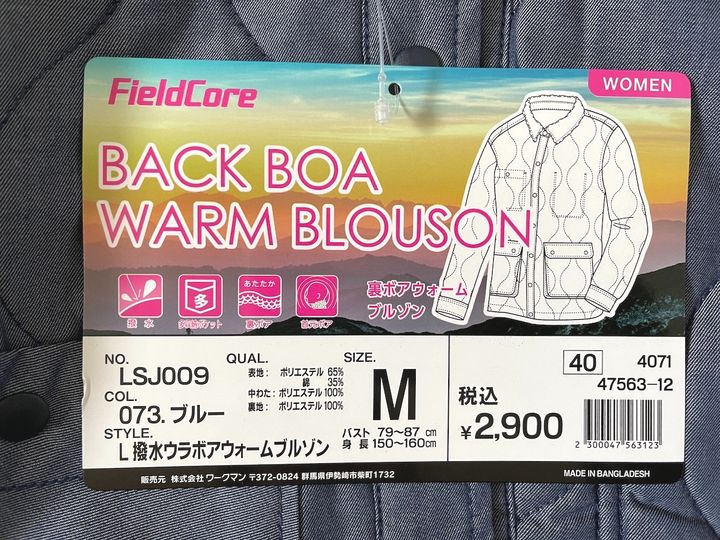 FieldCore
WOMEN
BACK BOA
WARM BLOUSON
裏ボアウォーム
ブルゾン
撥水
多収納ポケット
あたたか
裏ボア
首元ボア
NO.
LSJ009
COL.
073. ブルー
STYLE.
L撥水ウラボアウォームブルゾン
QUAL.
表地: ポリエステル 65%
綿 35%
中わた: ポリエステル 100%
裏地: ポリエステル 100%
SIZE.
M
バスト 79〜87 cm
身長 150〜160cm
40 4071
47563-12
税込
¥2,900
2 300047 563123
販売元 株式会社 ワークマン 〒372-0824 群馬県伊勢崎市柴町1732
MADE IN BANGLADESH